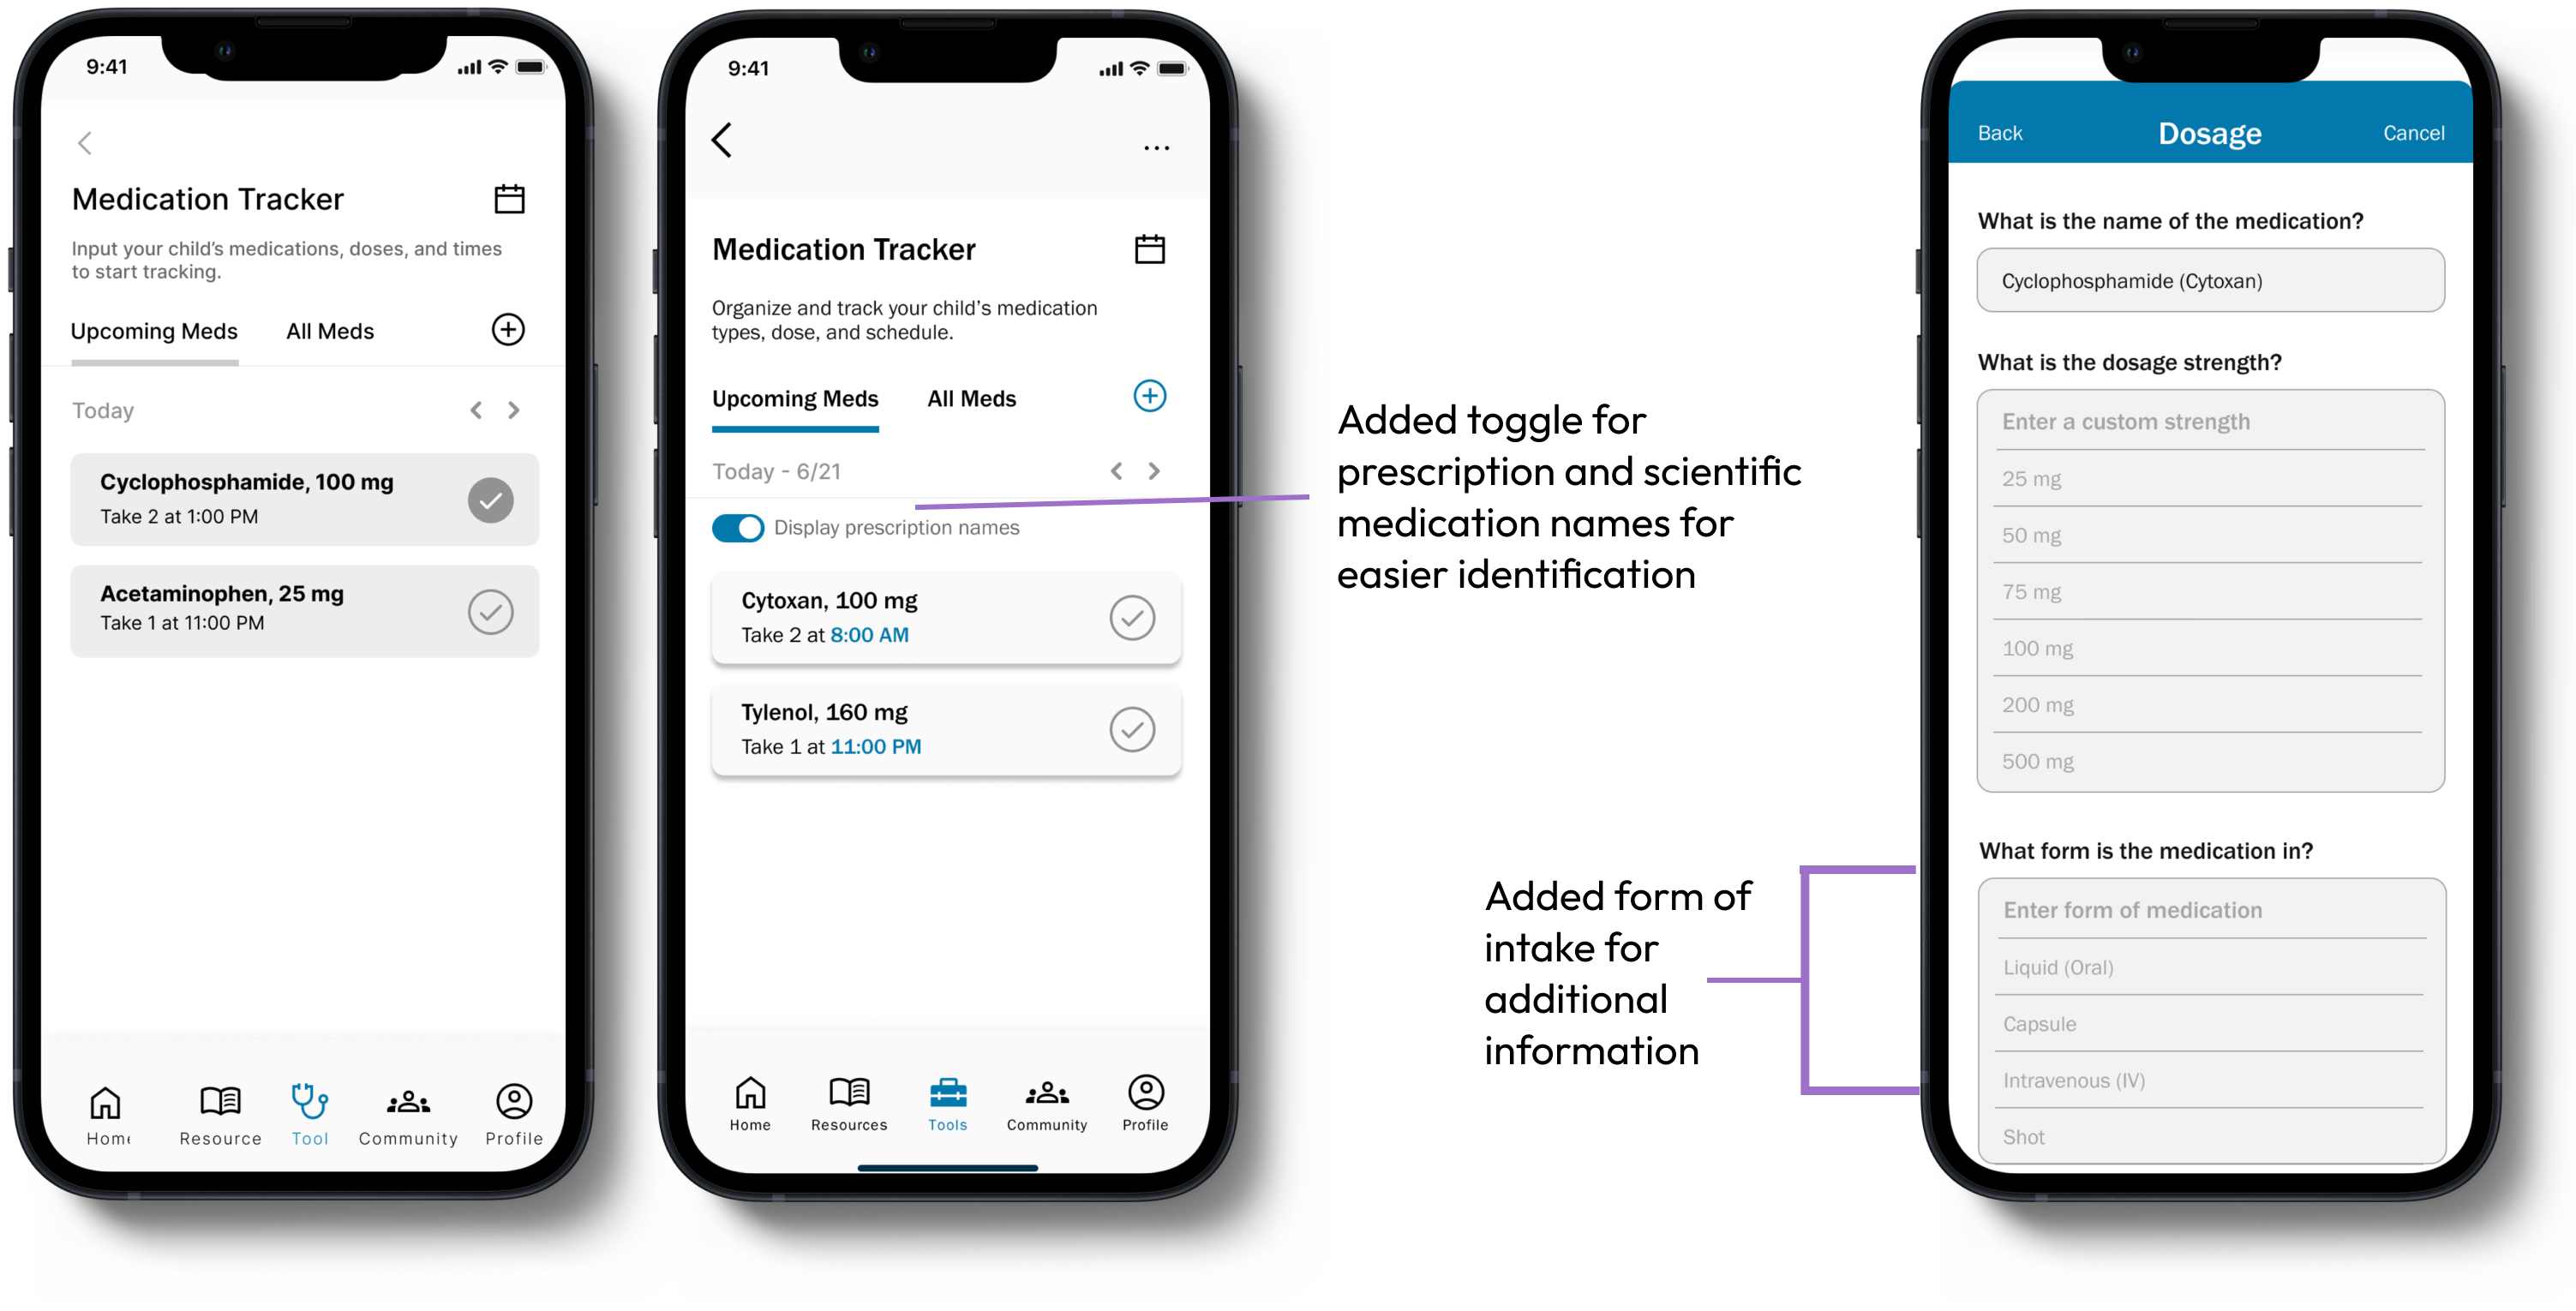 9:41
Medication Tracker
Input your child's medications, doses, and times
to start tracking.
Upcoming Meds
All Meds
Today
Cyclophosphamide, 100 mg
Take 2 at 1:00 PM
Acetaminophen, 25 mg
Take 1 at 11:00 PM
Home
Resource
Tool
Community
Profile
9:41
...
Medication Tracker
Organize and track your child's medication
types, dose, and schedule.
Upcoming Meds
All Meds
Today - 6/21
Display prescription names
Cytoxan, 100 mg
Take 2 at 8:00 AM
Tylenol, 160 mg
Take 1 at 11:00 PM
Home
Resources
Tools
Community
Profile
Added toggle for
prescription and scientific
medication names for
easier identification
Added form of
intake for
additional
information
Back
Dosage
Cancel
What is the name of the medication?
Cyclophosphamide (Cytoxan)
What is the dosage strength?
Enter a custom strength
25 mg
50 mg
75 mg
100 mg
200 mg
500 mg
What form is the medication in?
Enter form of medication
Liquid (Oral)
Capsule
Intravenous (IV)
Shot